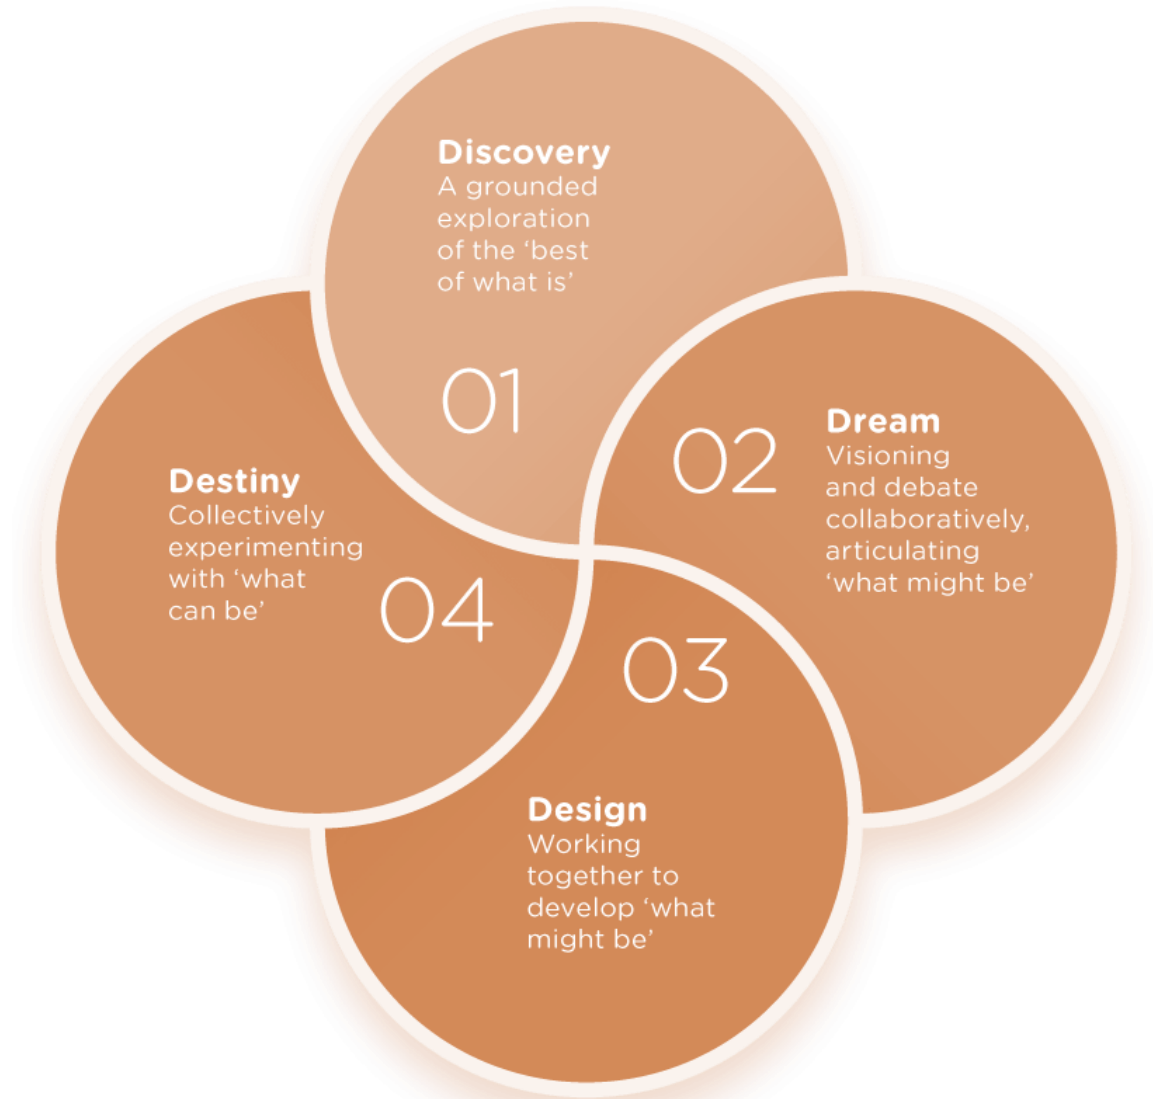 Discovery
A grounded
exploration
of the ‘best
of what is’
01
02
Dream
Visioning
and debate
collaboratively,
articulating
‘what might be’
03
Design
Working
together to
develop ‘what
might be’
Destiny
Collectively
experimenting
with ‘what
can be’
04